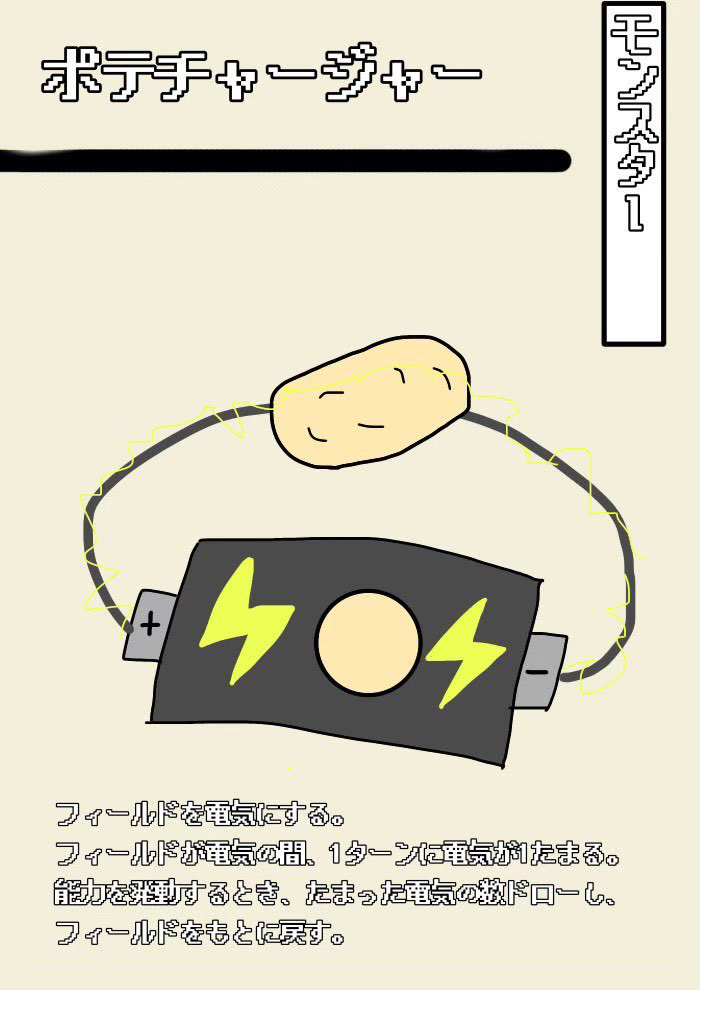 ポテチャージャー
モンスター
+
-
フィールドを電気にする。
フィールドが電気の間、1ターンに電気が1たまる。
能力を発動するとき、たまった電気の数ドローし、
フィールドをもとに戻す。